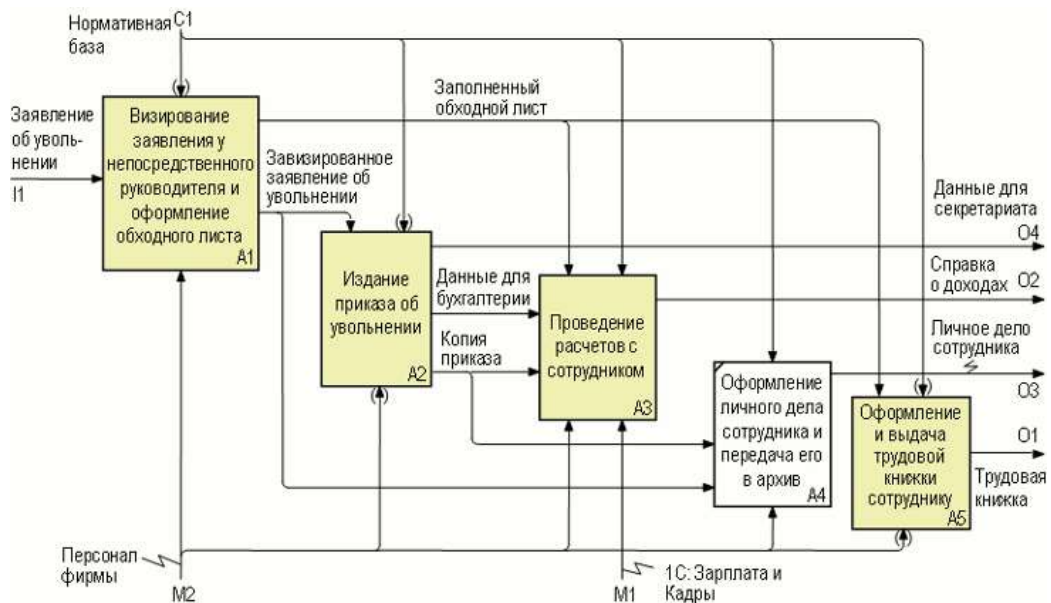 Нормативная
база
C1
Заявление
об уволь-
нении
I1
Визирование
заявления у
непосредственного
руководителя и
оформление
обходного листа
A1
Заполненный
обходной лист
Завизированное
заявление об
увольнении
Издание
приказа об
увольнении
A2
Данные для
бухгалтерии
Копия
приказа
Проведение
расчетов с
сотрудником
A3
Оформление
личного дела
сотрудника и
передача его
в архив
A4
Оформление
и выдача
трудовой
книжки
сотруднику
A5
Данные для
секретариата
O4
Справка
о доходах
O2
Личное дело
сотрудника
O3
O1
Трудовая
книжка
Персонал
фирмы
M2
M1
1С: Зарплата и
Кадры